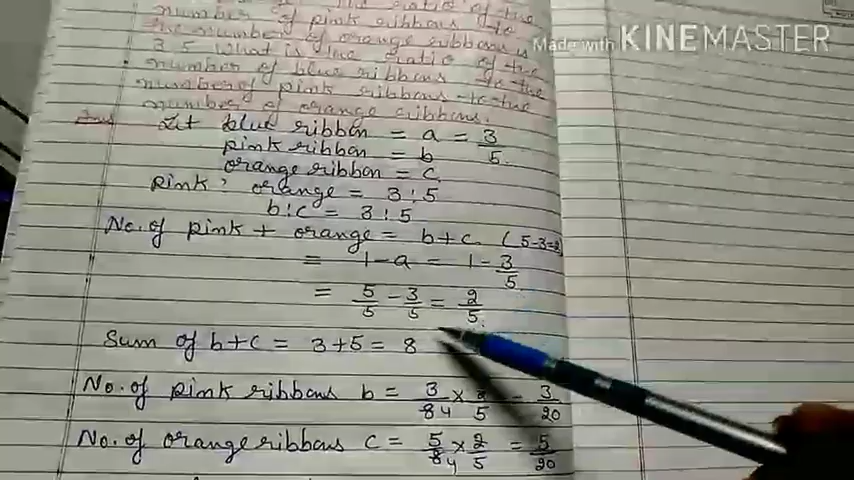 number of pink ribbons to
the number of orange ribbons is
3:5 What is the ratio of the
number of blue ribbons to the
number of pink ribbons to the
number of orange ribbons.
Made with KINEMASTER
Ans Let blue ribbon = a = 3/5
pink ribbon = b
orange ribbon = c
Pink : orange = 3:5
b:c = 3:5
No. of pink + orange = b+c. (5-3=2)
= 1-a = 1-3/5
= 5/5 - 3/5 = 2/5.
Sum of b+c = 3+5 = 8
No. of pink ribbons b = 3/84 × 2/5 = 3/20
No. of orange ribbons c = 5/84 × 2/5 = 5/20